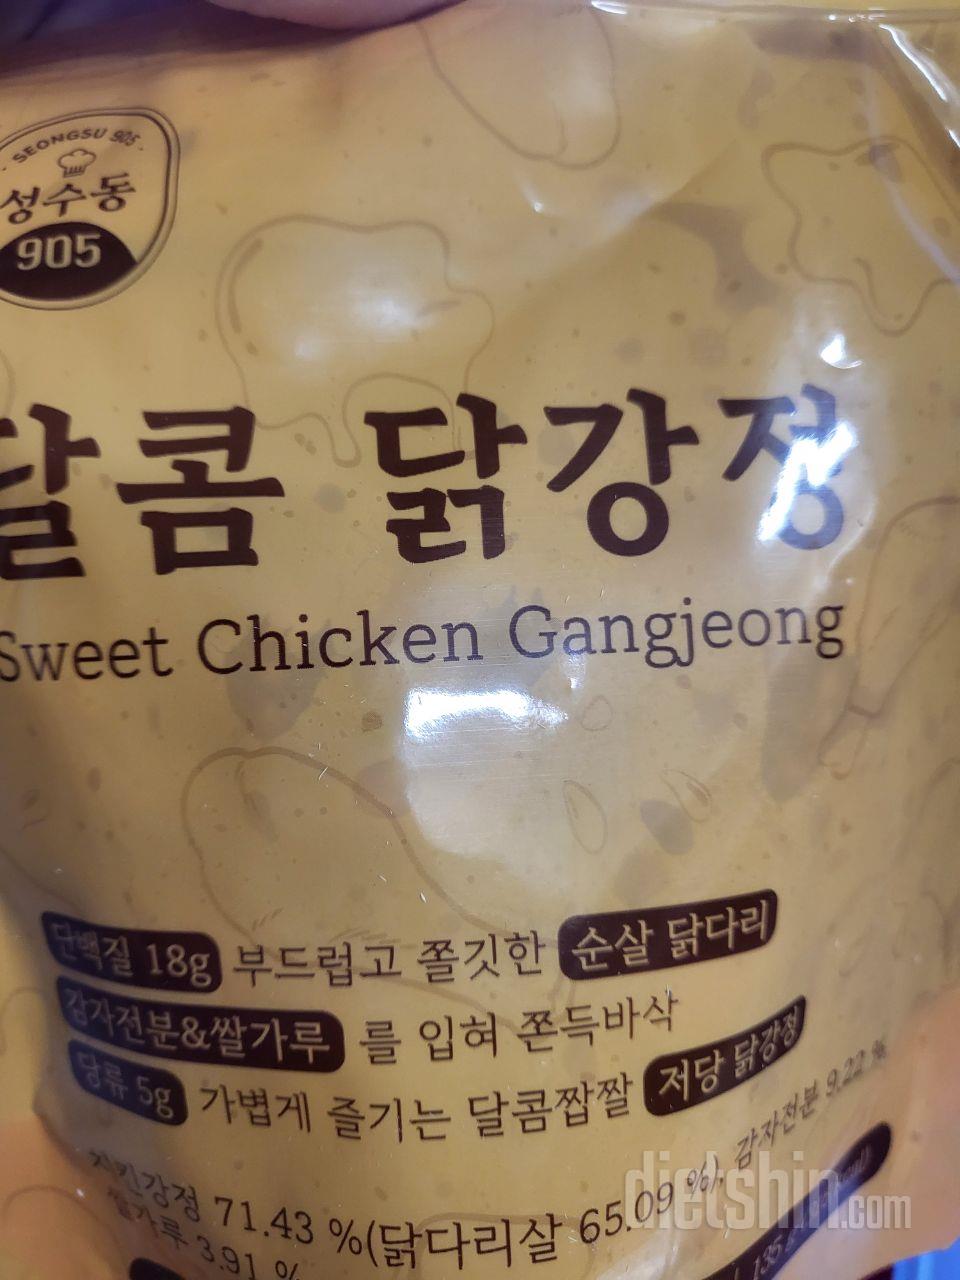 SEONGSU 905
성수동
905
달콤 닭강정
Sweet Chicken Gangjeong
단백질 18g 부드럽고 쫄깃한 순살 닭다리
감자전분&쌀가루 를 입혀 쫀득바삭
당류 5g 가볍게 즐기는 달콤짭짤 저당 닭강정
치킨강정 71.43 %(닭다리살 65.09 %), 감자전분 9.22 %
쌀가루 3.91 %
135 g
dietshin.com